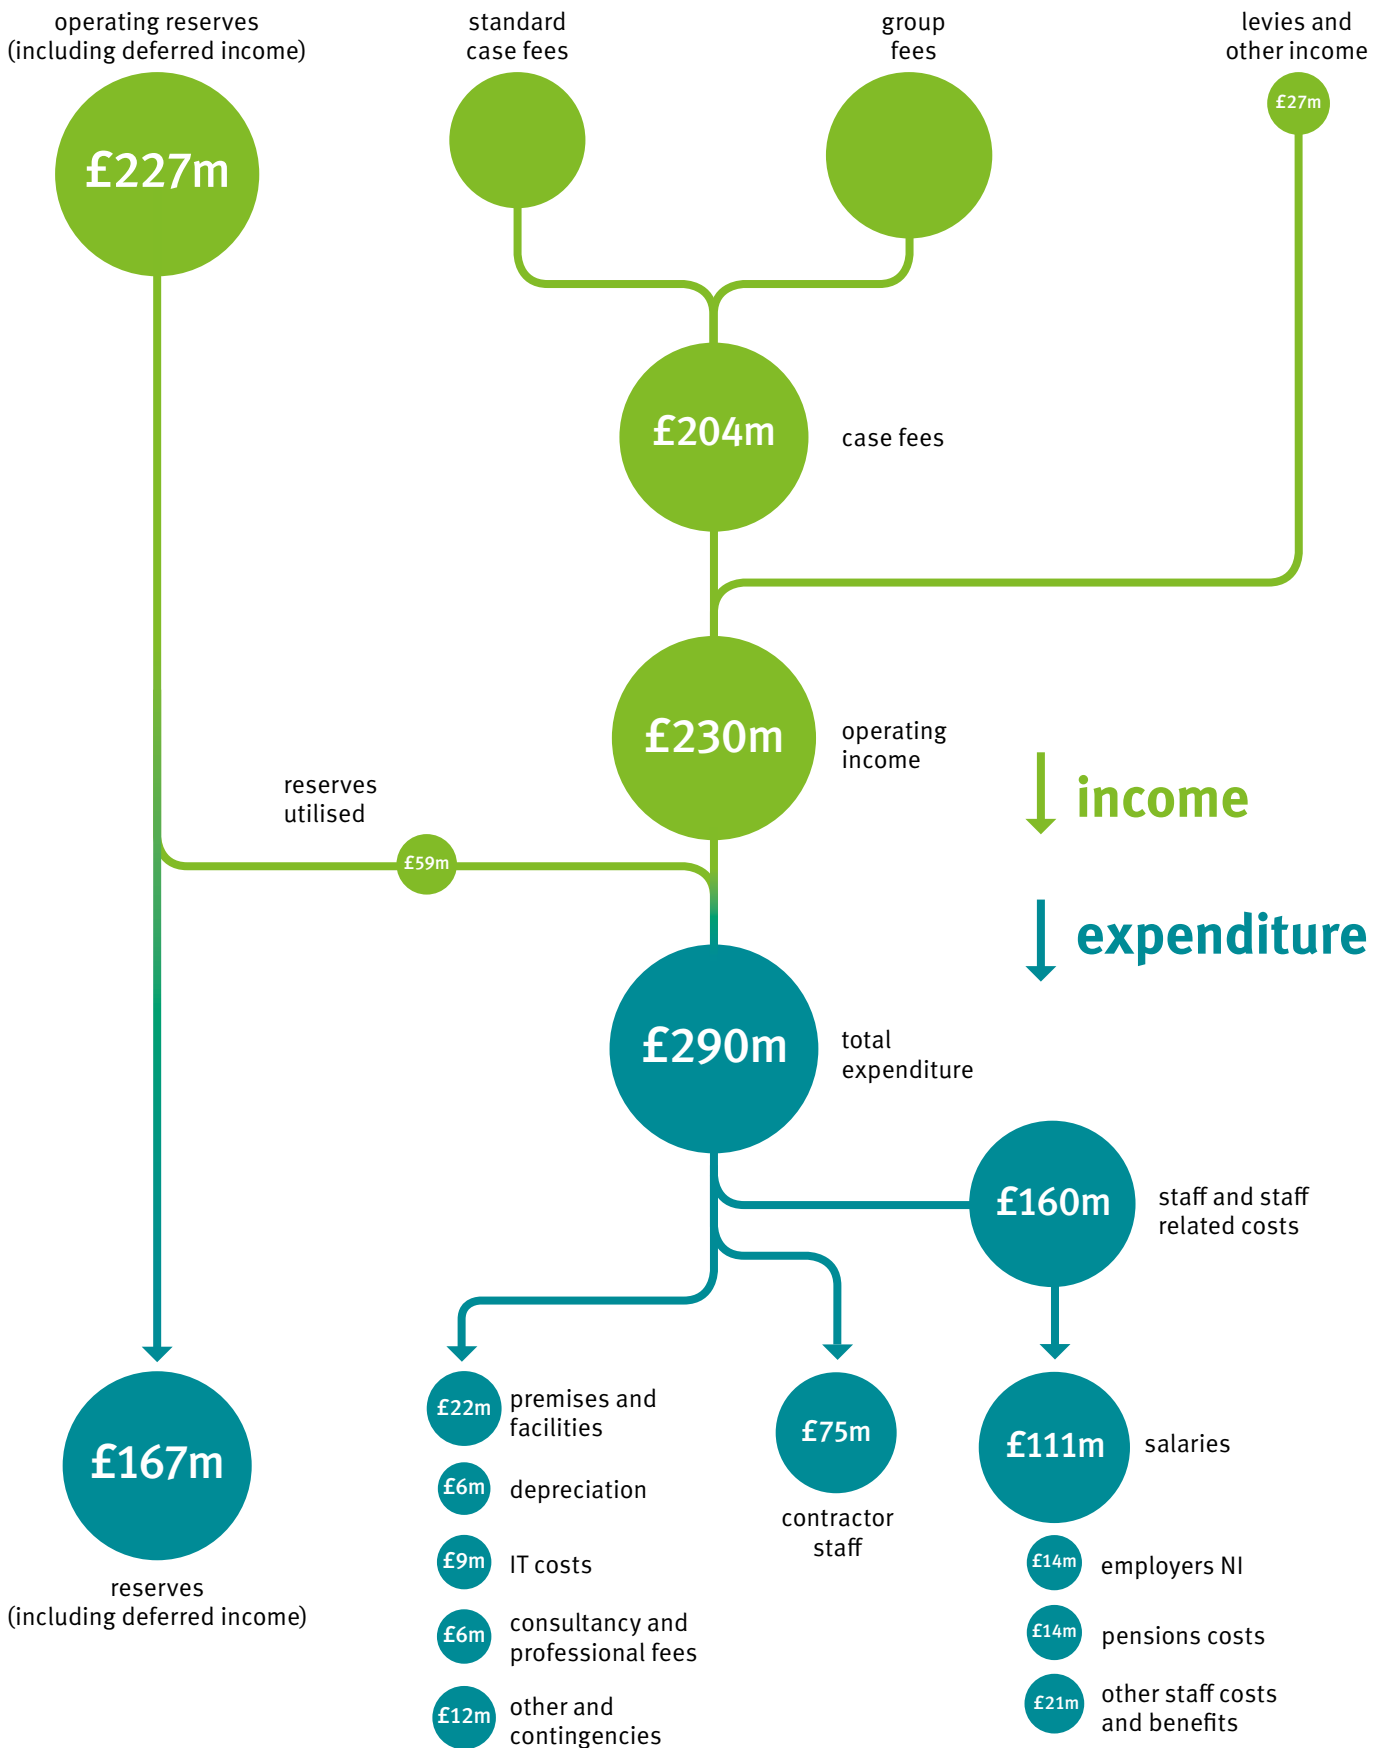 operating reserves
(including deferred income)
standard
case fees
group
fees
levies and
other income
£227m
£27m
£204m
case fees
£230m
operating
income
income
reserves
utilised
£59m
expenditure
£290m
total
expenditure
£160m
staff and staff
related costs
£167m
reserves
(including deferred income)
£22m
premises and
facilities
£6m
depreciation
£9m
IT costs
£6m
consultancy and
professional fees
£12m
other and
contingencies
£75m
contractor
staff
£111m
salaries
£14m
employers NI
£14m
pensions costs
£21m
other staff costs
and benefits